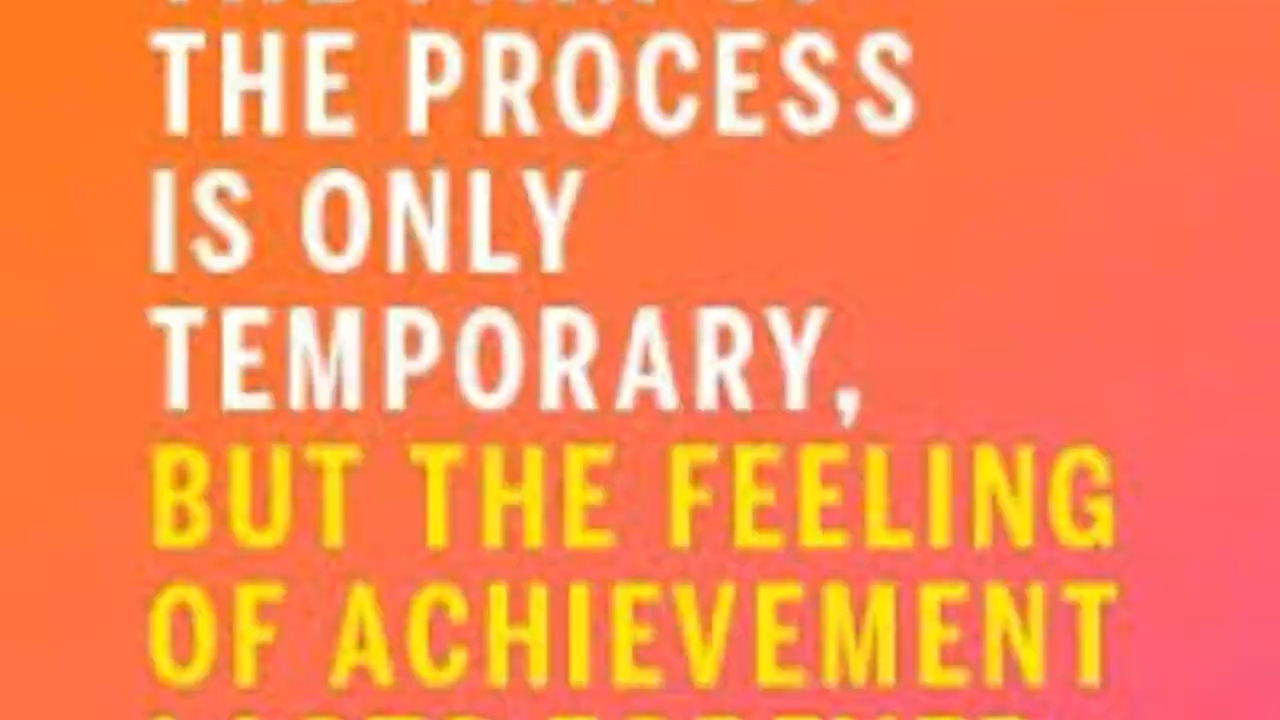 THE PROCESS
IS ONLY
TEMPORARY,
BUT THE FEELING
OF ACHIEVEMENT